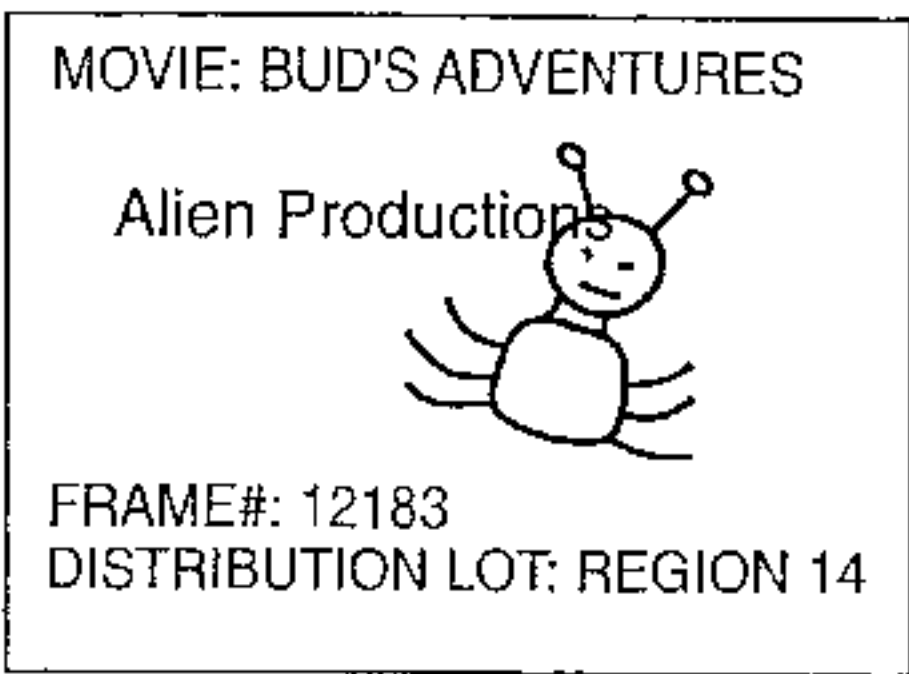 MOVIE: BUD'S ADVENTURES
Alien Productions
FRAME#: 12183
DISTRIBUTION LOT: REGION 14